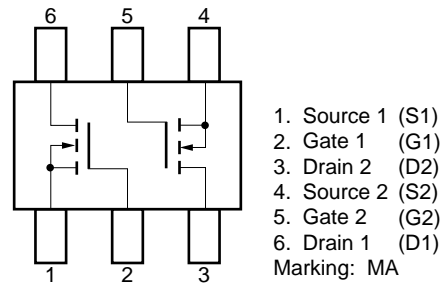 6 5 4
1. Source 1 (S1)
2. Gate 1 (G1)
3. Drain 2 (D2)
4. Source 2 (S2)
5. Gate 2 (G2)
6. Drain 1 (D1)
Marking: MA
1 2 3